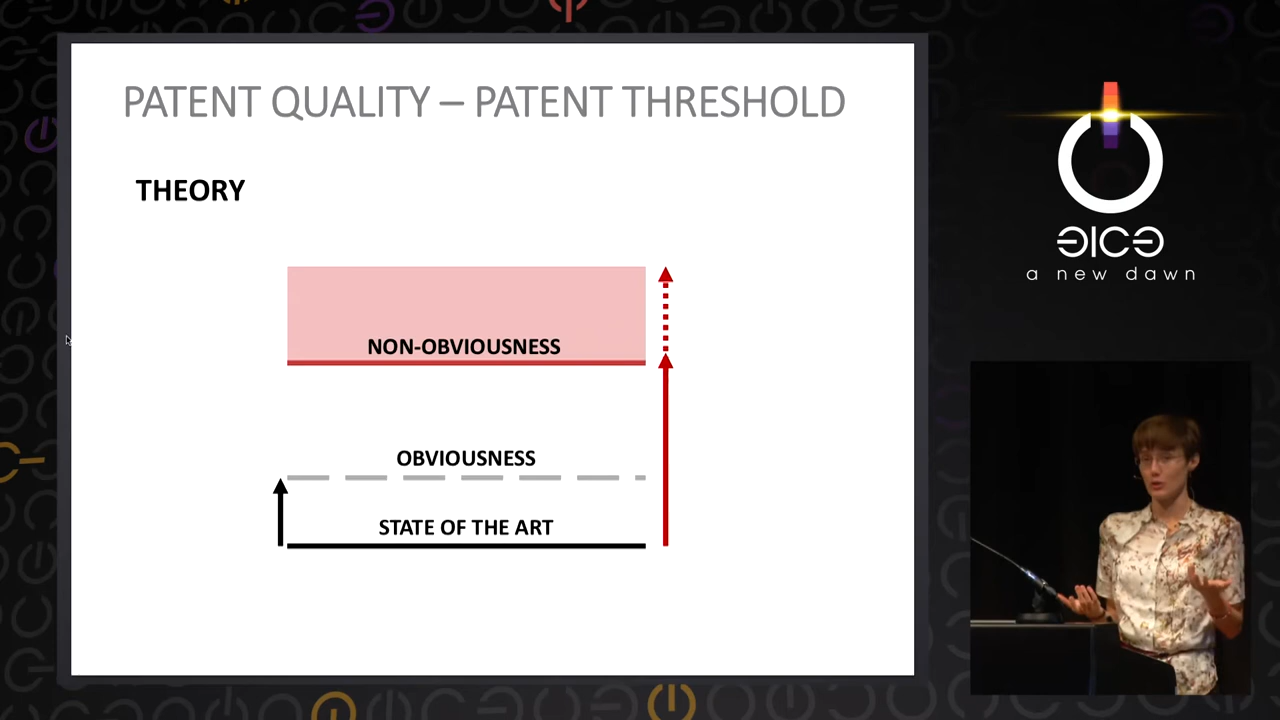 PATENT QUALITY – PATENT THRESHOLD
THEORY
NON-OBVIOUSNESS
OBVIOUSNESS
STATE OF THE ART
a new dawn